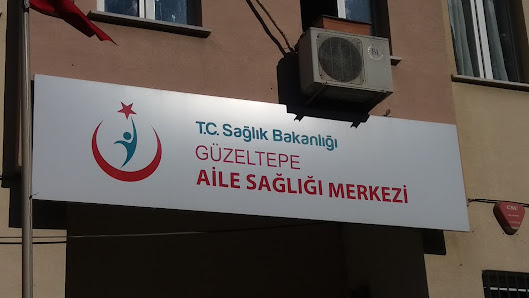 T.C. Sağlık Bakanlığı
GÜZELTEPE
AİLE SAĞLIĞI MERKEZİ